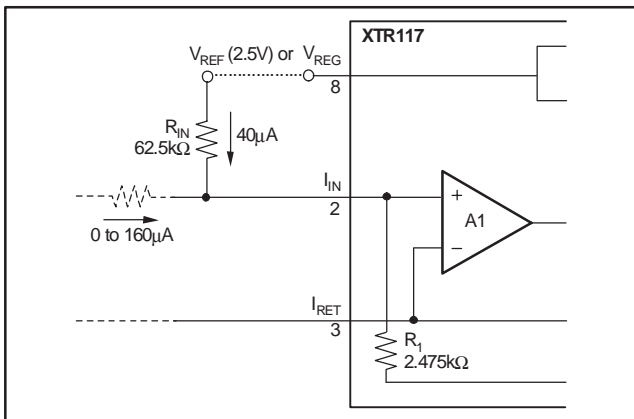 XTR117
V_REF (2.5V) or V_REG
8
R_IN
62.5kΩ
40μA
I_IN
2
+
A1
−
0 to 160μA
I_RET
3
R_1
2.475kΩ